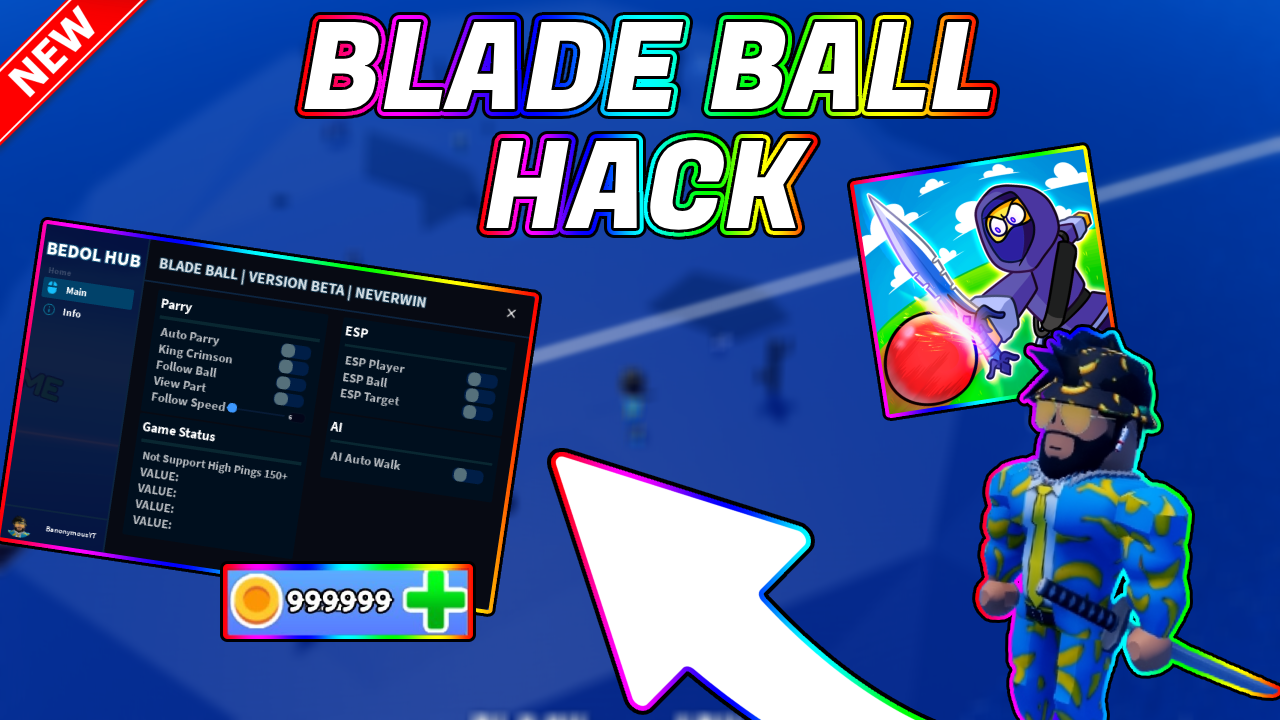 NEW
BLADE BALL
HACK
BEDOL HUB
Home
Main
Info
BLADE BALL | VERSION BETA | NEVERWIN
Parry
Auto Parry
King Crimson
Follow Ball
View Part
Follow Speed
6
Game Status
Not Support High Pings 150+
VALUE:
VALUE:
VALUE:
VALUE:
ESP
ESP Player
ESP Ball
ESP Target
AI
AI Auto Walk
BanonymousYT
999999